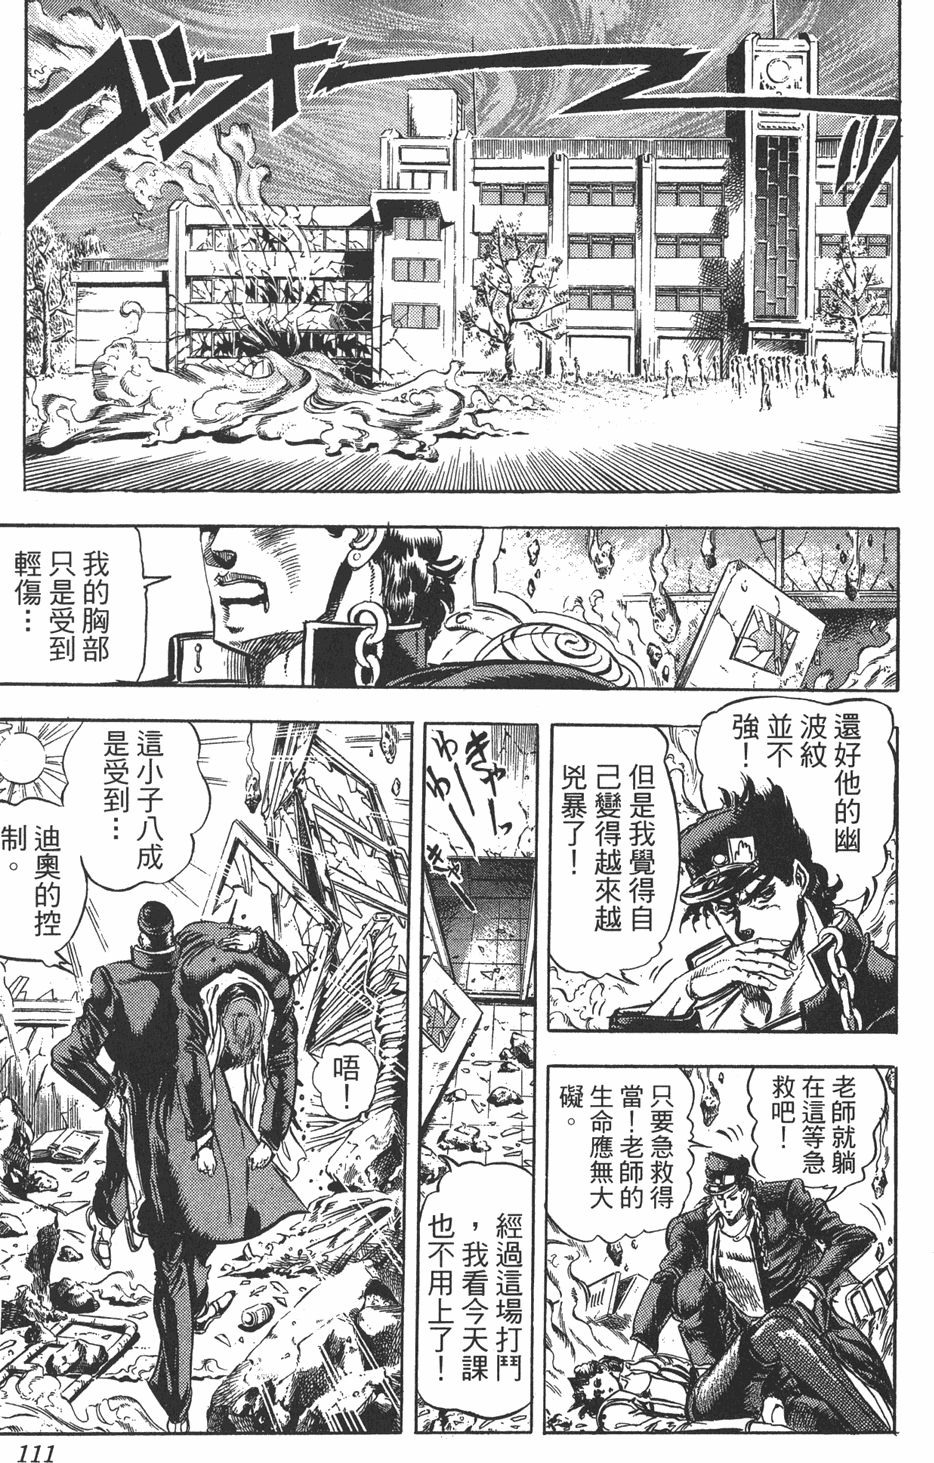 グオオーーッ
我的胸部
只是受到
輕傷…
還好他的幽
波紋
並不
強！
但是我覺得自
己變得越來越
兇暴了！
きゃー
わーわー
這小子八成
是受到…
迪奧的控
制。
唔！
老師就躺
在這等急
救吧！
只要急救得
當！老師的
生命應無大
礙。
經過這場打鬥
，我看今天課
也不用上了！
111